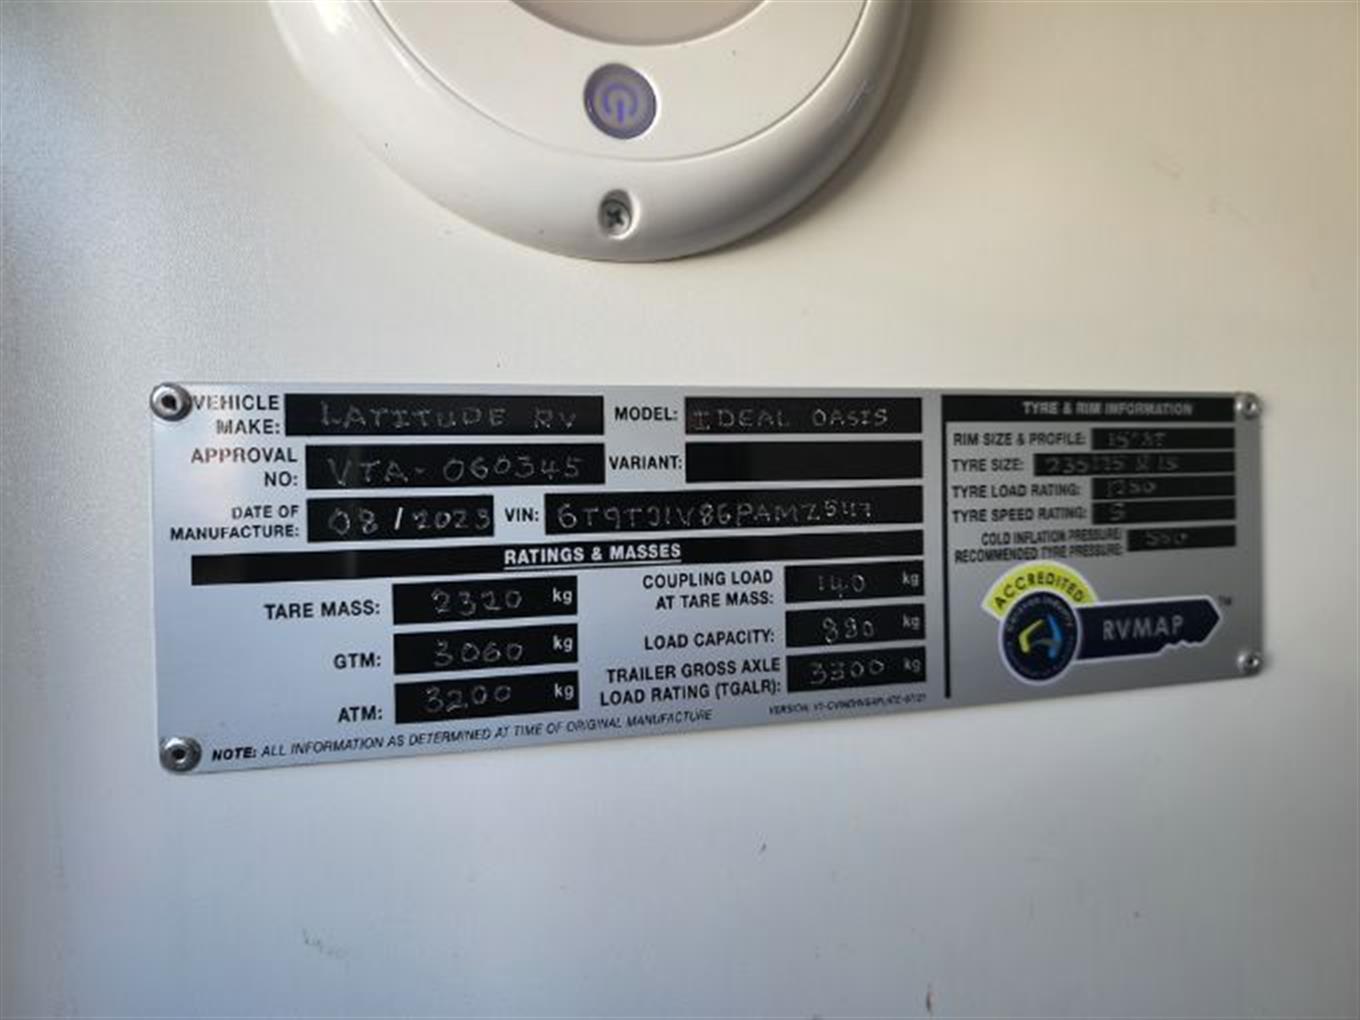 VEHICLE MAKE: LATITUDE RV MODEL: IDEAL OASIS
APPROVAL NO: VTA-060345 VARIANT:
DATE OF MANUFACTURE: 08/2023 VIN:
RATINGS & MASSES
TARE MASS: 2320 kg
GTM: 3060 kg
ATM: 3200 kg
COUPLING LOAD AT TARE MASS: 140 kg
LOAD CAPACITY: 880 kg
TRAILER GROSS AXLE LOAD RATING (TGALR): 3300 kg
NOTE: ALL INFORMATION AS DETERMINED AT TIME OF ORIGINAL MANUFACTURE
TYRE & RIM INFORMATION
RIM SIZE & PROFILE:
TYRE SIZE: 235
TYRE LOAD RATING: 1250
TYRE SPEED RATING: S
COLD INFLATION PRESSURE:
RECOMMENDED TYRE PRESSURE:
ACCREDITED
RVMAP
TM